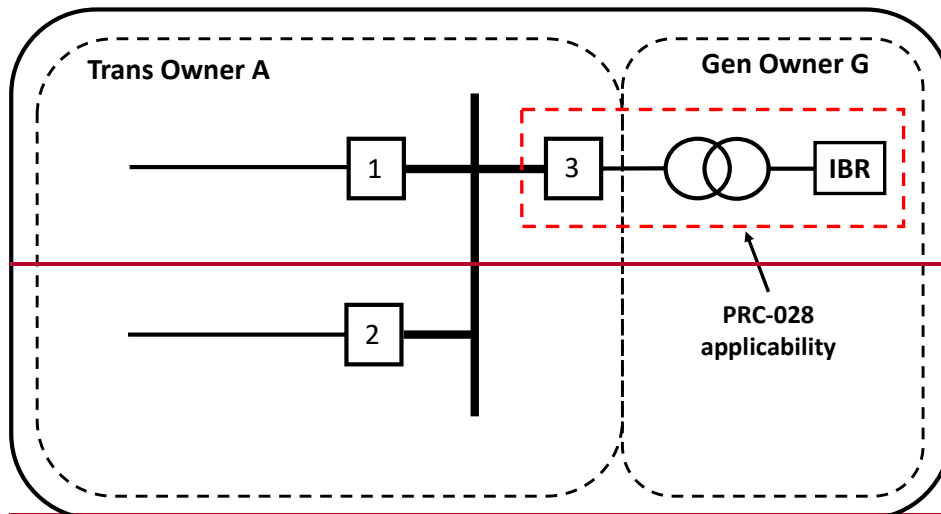 Trans Owner A
Gen Owner G
1
3
IBR
2
PRC-028
applicability